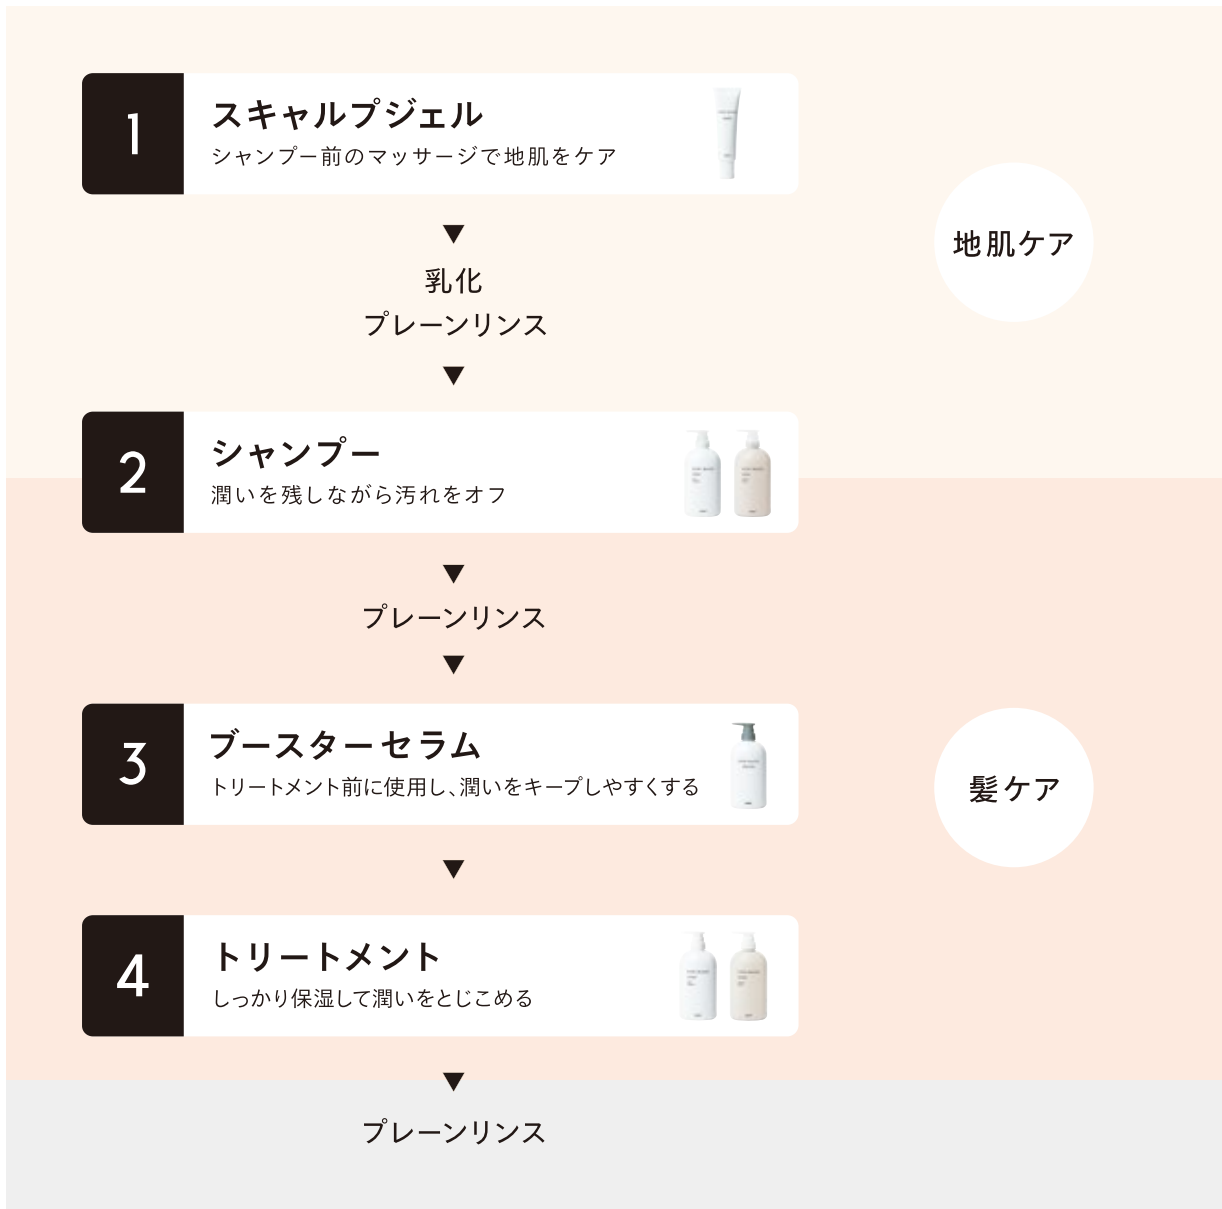 1
スキャルプジェル
シャンプー前のマッサージで地肌をケア
▼
乳化
プレーンリンス
▼
地肌ケア
2
シャンプー
潤いを残しながら汚れをオフ
▼
プレーンリンス
▼
3
ブースターセラム
トリートメント前に使用し、潤いをキープしやすくする
髪ケア
▼
4
トリートメント
しっかり保湿して潤いをとじこめる
▼
プレーンリンス